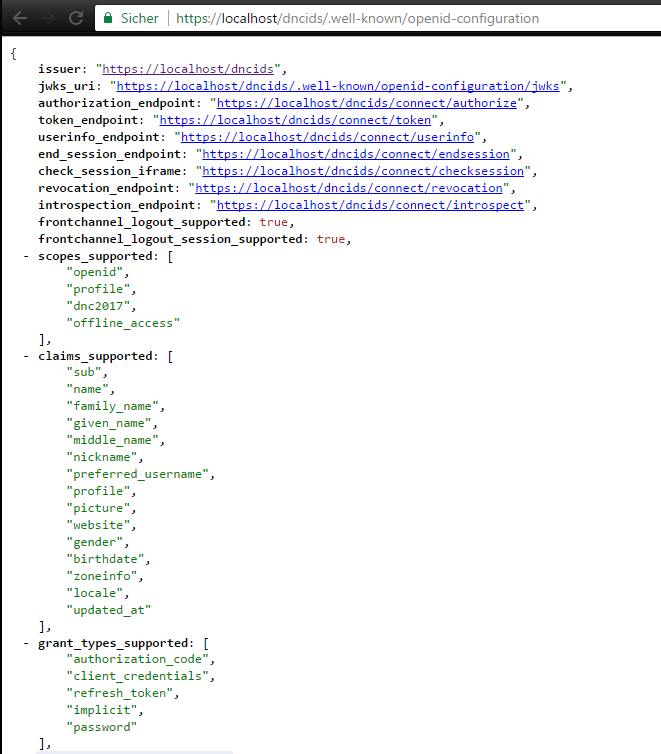 Sicher https://localhost/dncids/.well-known/openid-configuration
{
issuer: "https://localhost/dncids",
jwks_uri: "https://localhost/dncids/.well-known/openid-configuration/jwks",
authorization_endpoint: "https://localhost/dncids/connect/authorize",
token_endpoint: "https://localhost/dncids/connect/token",
userinfo_endpoint: "https://localhost/dncids/connect/userinfo",
end_session_endpoint: "https://localhost/dncids/connect/endsession",
check_session_iframe: "https://localhost/dncids/connect/checksession",
revocation_endpoint: "https://localhost/dncids/connect/revocation",
introspection_endpoint: "https://localhost/dncids/connect/introspect",
frontchannel_logout_supported: true,
frontchannel_logout_session_supported: true,
- scopes_supported: [
"openid",
"profile",
"dnc2017",
"offline_access"
],
- claims_supported: [
"sub",
"name",
"family_name",
"given_name",
"middle_name",
"nickname",
"preferred_username",
"profile",
"picture",
"website",
"gender",
"birthdate",
"zoneinfo",
"locale",
"updated_at"
],
- grant_types_supported: [
"authorization_code",
"client_credentials",
"refresh_token",
"implicit",
"password"
],